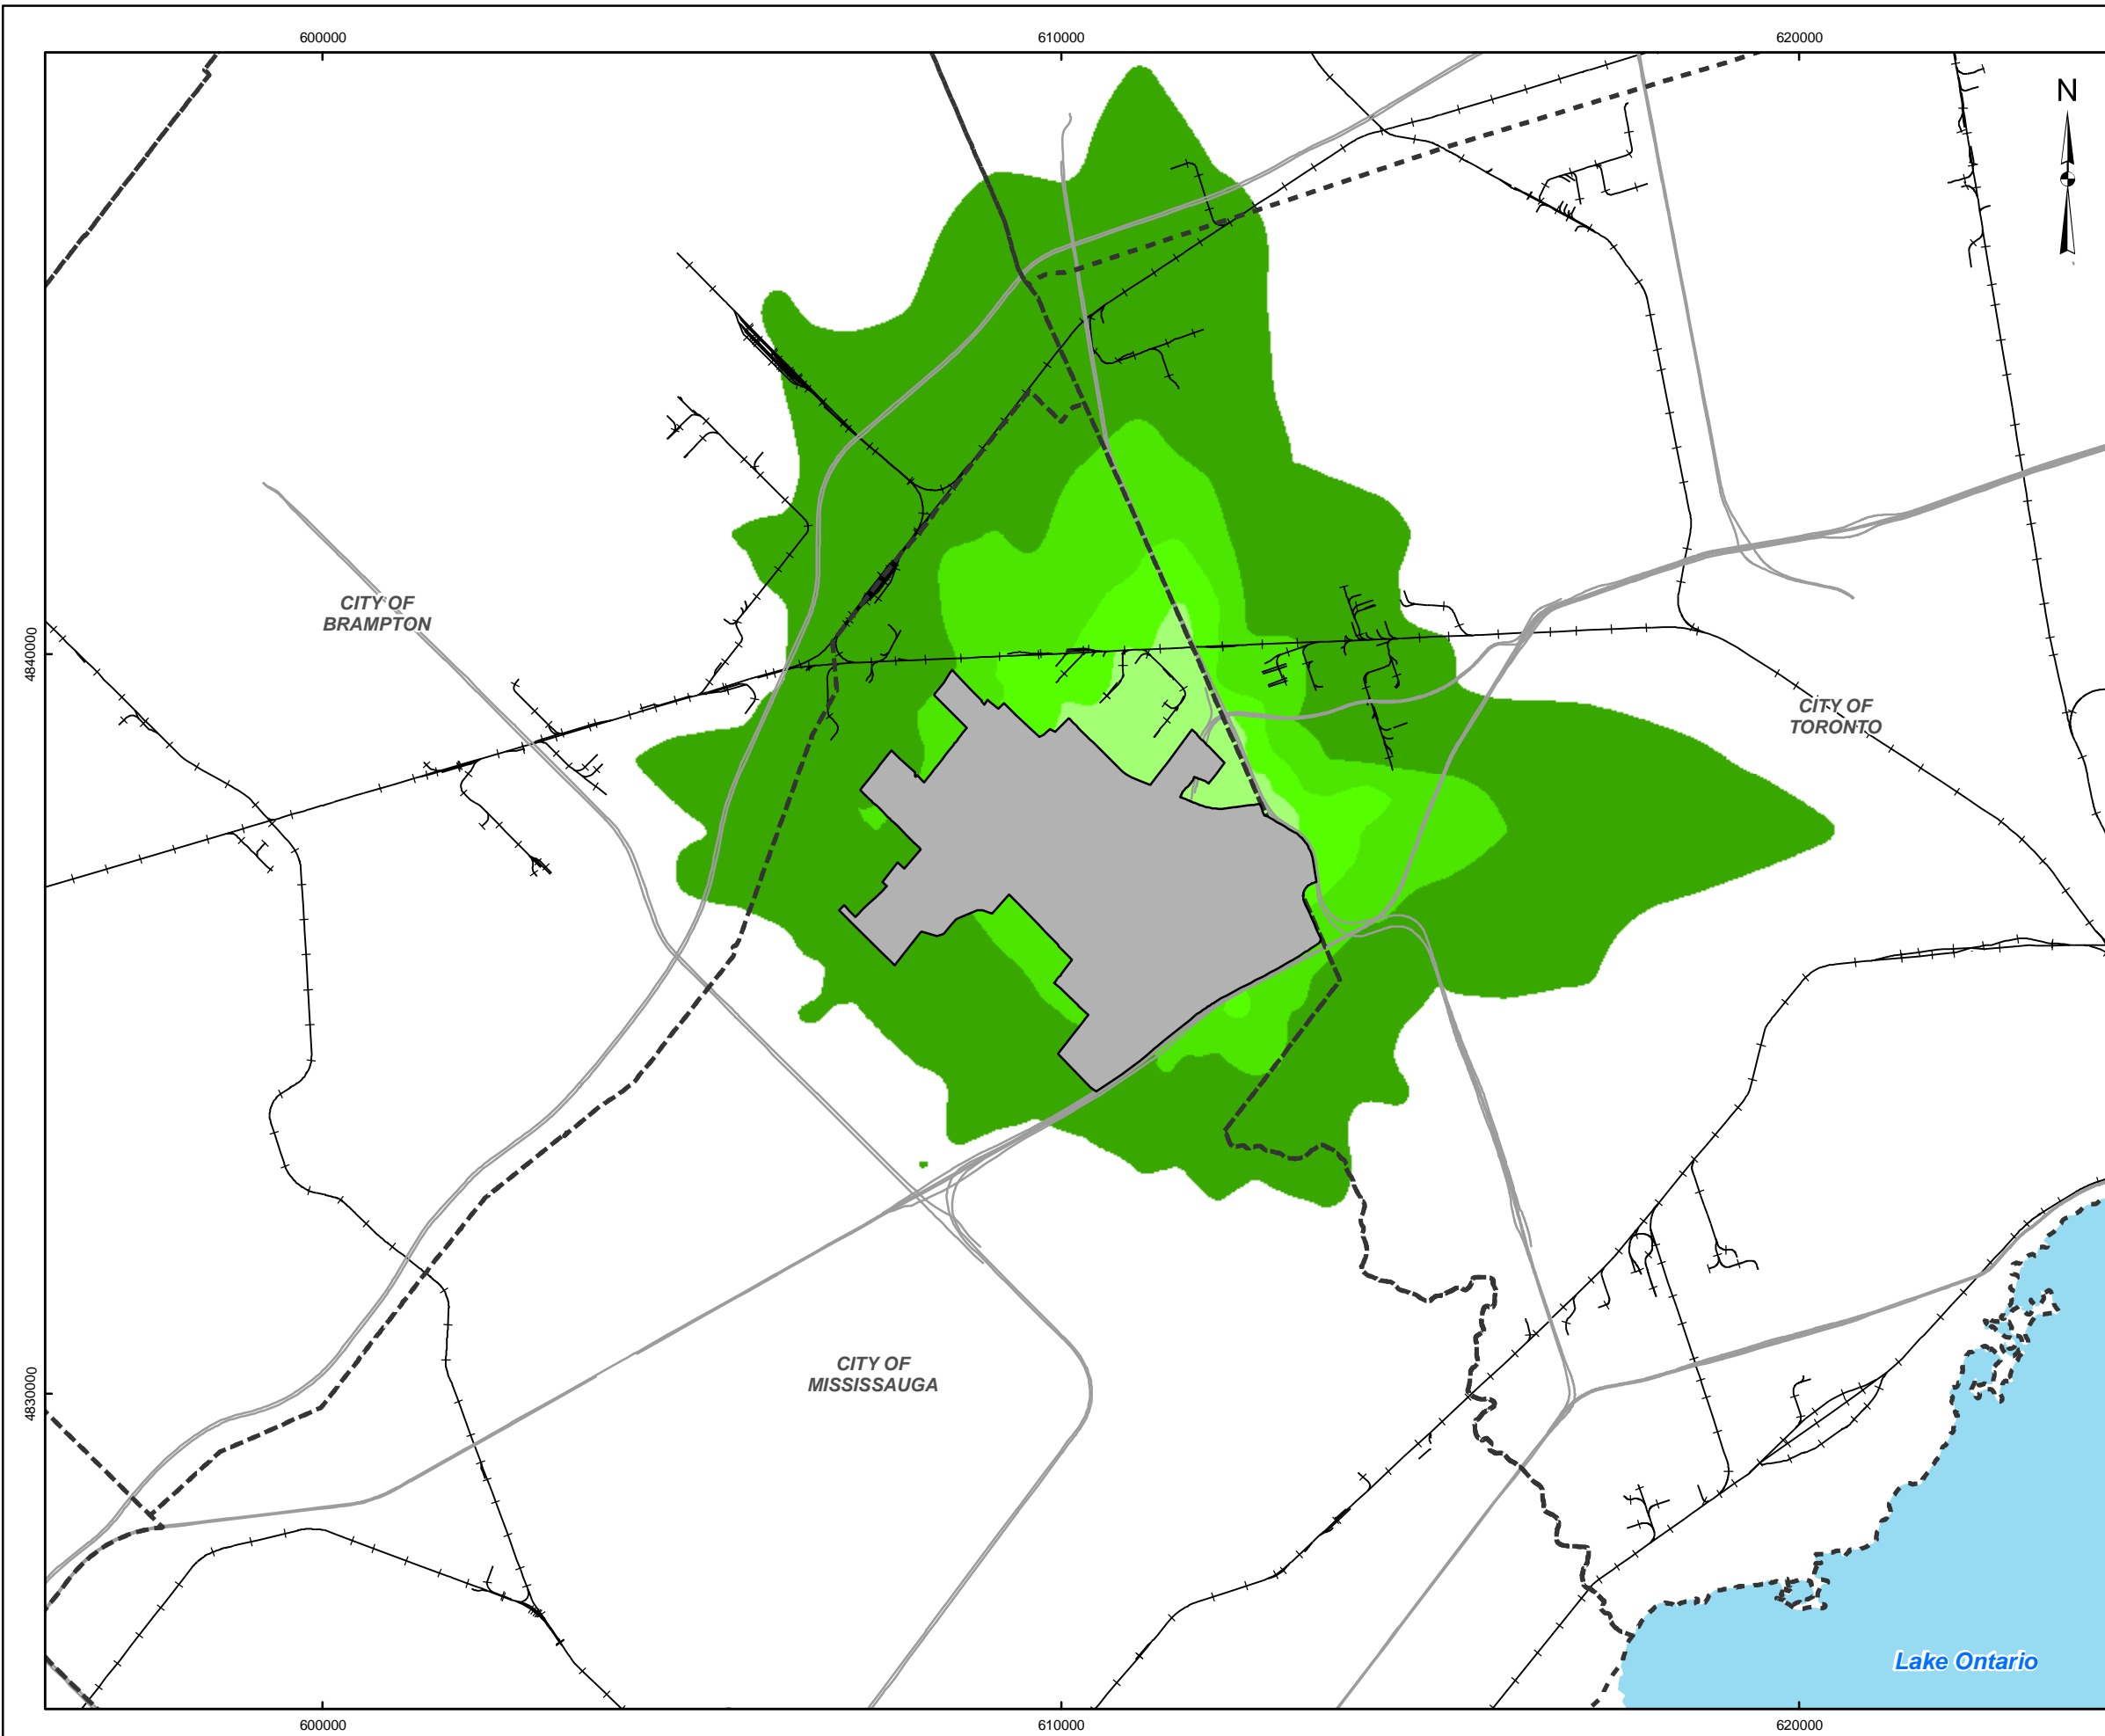 600000
610000
620000
N
CITY OF
BRAMPTON
4840000
CITY OF
TORONTO
CITY OF
MISSISSAUGA
4830000
Lake Ontario
600000
610000
620000